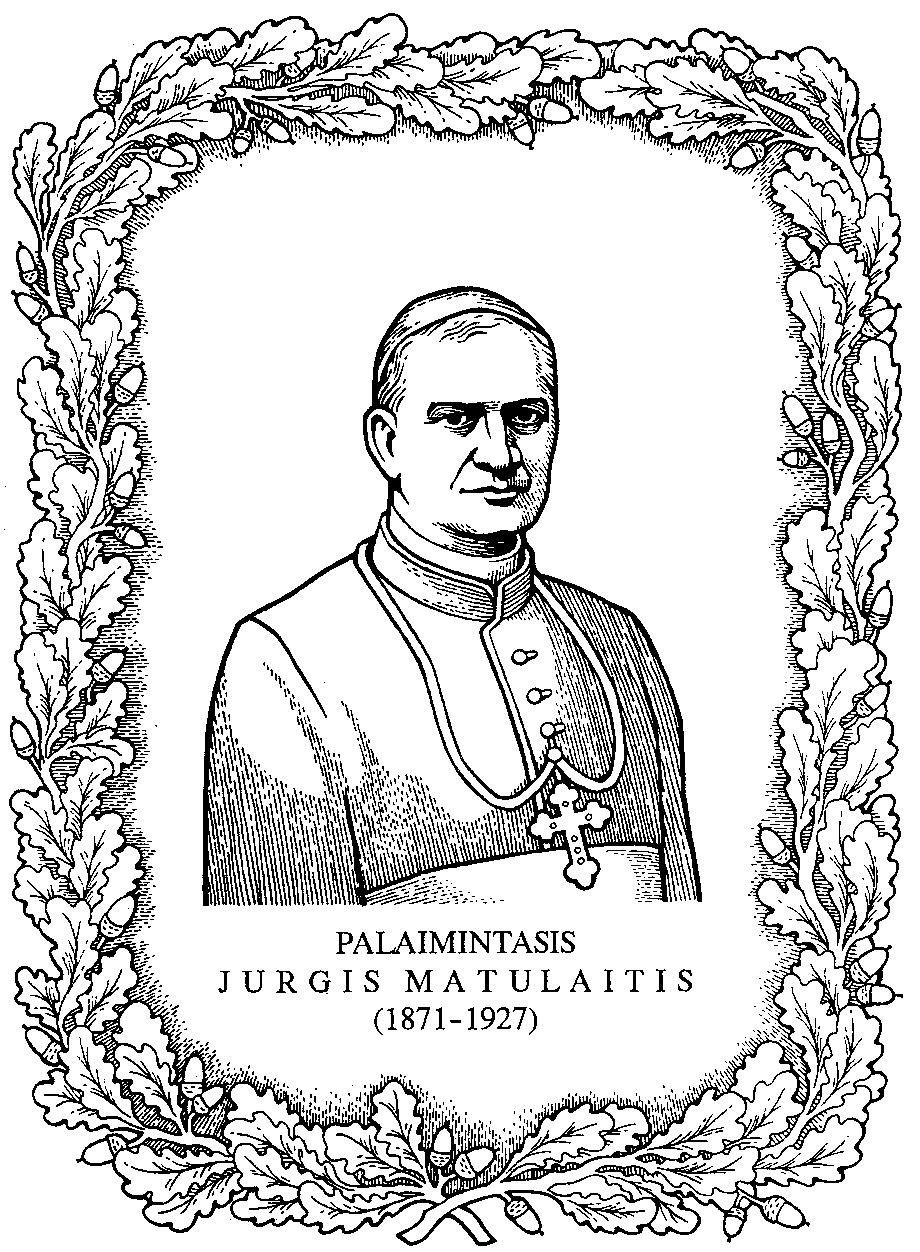 PALAIMINTASIS
JURGIS MATULAITIS
(1871-1927)